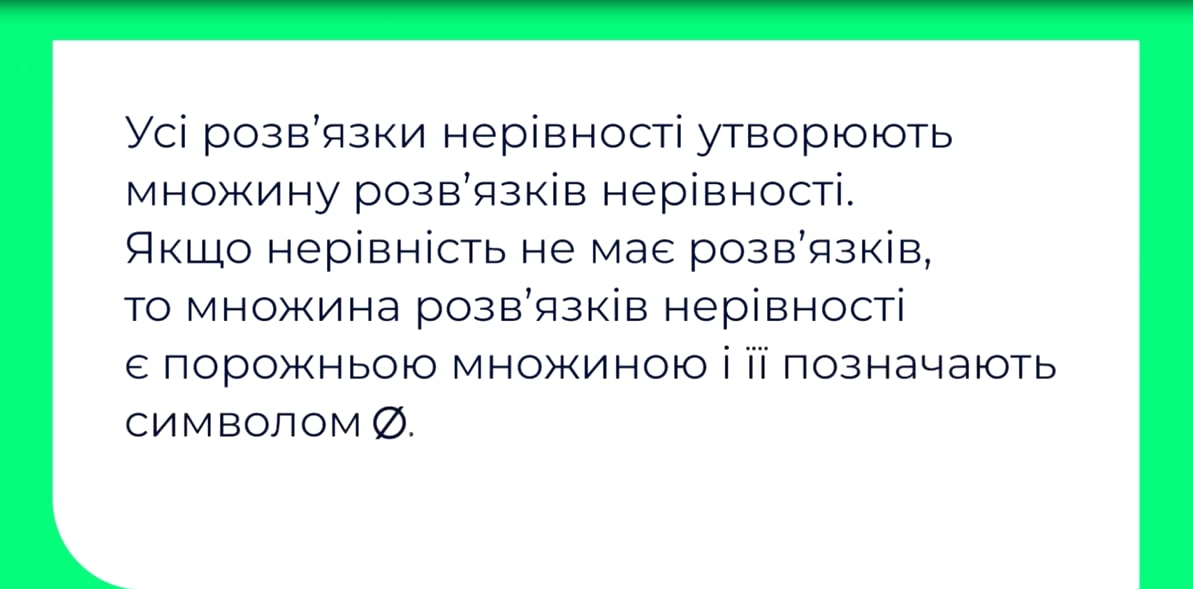 Усі розв’язки нерівності утворюють
множину розв’язків нерівності.
Якщо нерівність не має розв’язків,
то множина розв’язків нерівності
є порожньою множиною і її позначають
символом Ø.